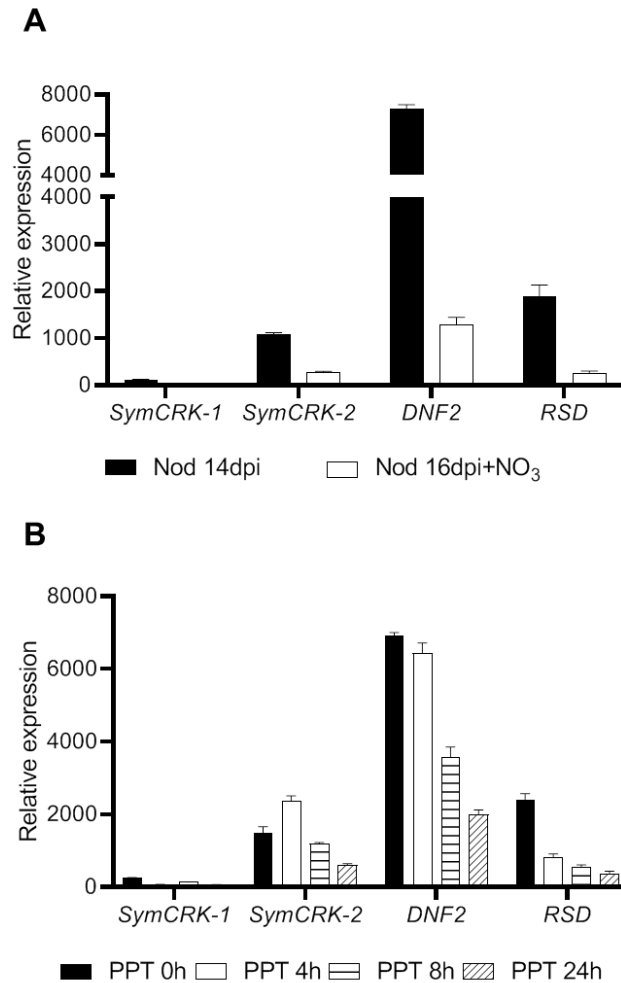 A
Relative expression
8000
6000
4000
4000
3000
2000
1000
0
SymCRK-1 SymCRK-2 DNF2 RSD
Nod 14dpi Nod 16dpi+NO₃
B
Relative expression
8000
6000
4000
2000
0
SymCRK-1 SymCRK-2 DNF2 RSD
PPT 0h PPT 4h PPT 8h PPT 24h